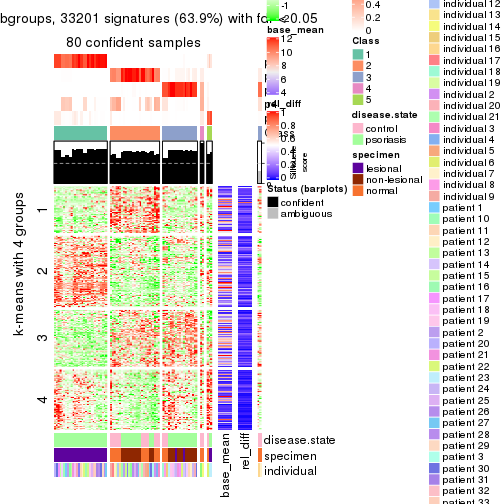 bgroups, 33201 signatures (63.9%) with fdr <0.05
80 confident samples
k-means with 4 groups
1
2
3
4
base_mean
rel_diff
disease.state
specimen
individual
-1
base_mean
12
10
8
6
4
rel_diff
1
0.8
0.6
0.4
0.2
0
Silhouette
score
Status (barplots)
confident
ambiguous
0.4
0.2
0
Class
1
2
3
4
5
disease.state
control
psoriasis
specimen
lesional
non-lesional
normal
individual 12
individual 13
individual 14
individual 15
individual 16
individual 17
individual 18
individual 19
individual 2
individual 20
individual 21
individual 3
individual 4
individual 5
individual 6
individual 7
individual 8
individual 9
patient 1
patient 10
patient 11
patient 12
patient 13
patient 14
patient 15
patient 16
patient 17
patient 18
patient 19
patient 2
patient 20
patient 21
patient 22
patient 23
patient 24
patient 25
patient 26
patient 27
patient 28
patient 29
patient 3
patient 30
patient 31
patient 32
patient 33